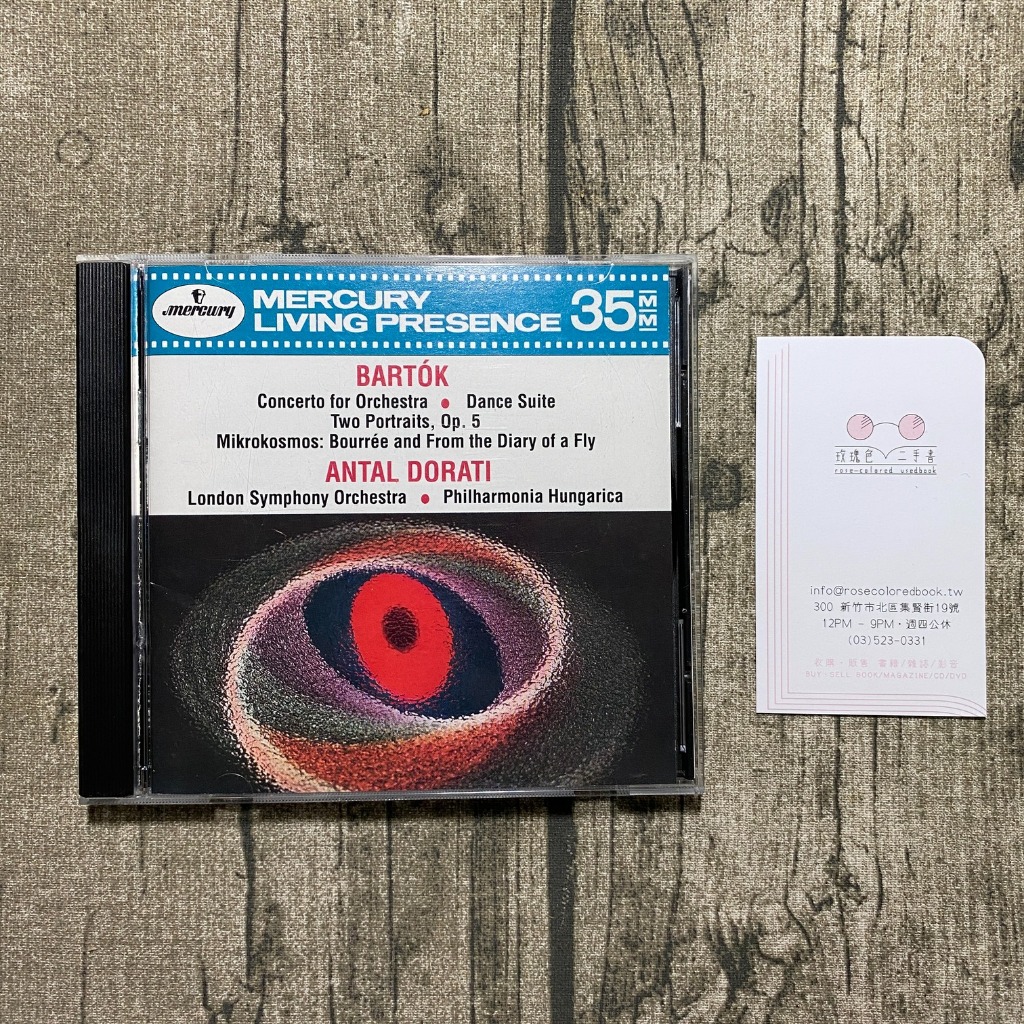 mercury
MERCURY
LIVING PRESENCE 35MM
BARTÓK
Concerto for Orchestra • Dance Suite
Two Portraits, Op. 5
Mikrokosmos: Bourrée and From the Diary of a Fly
ANTAL DORATI
London Symphony Orchestra • Philharmonia Hungarica
玫瑰色 二手書
rose-colored usedbook
info@rosecoloredbook.tw
300 新竹市北區集賢街19號
12PM - 9PM・週四公休
(03)523-0331
收購・販售 書籍/雜誌/影音
BUY・SELL BOOK/MAGAZINE/CD/DVD